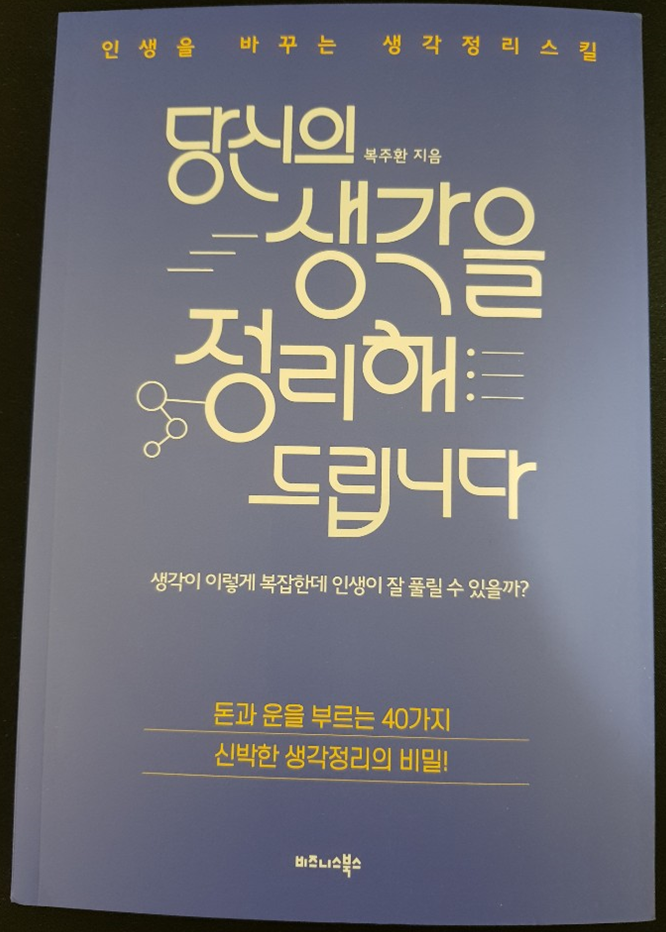 인생을 바꾸는 생각정리스킬
당신의
복주환 지음
생각을
정리해
드립니다
생각이 이렇게 복잡한데 인생이 잘 풀릴 수 있을까?
돈과 운을 부르는 40가지
신박한 생각정리의 비밀!
비즈니스북스